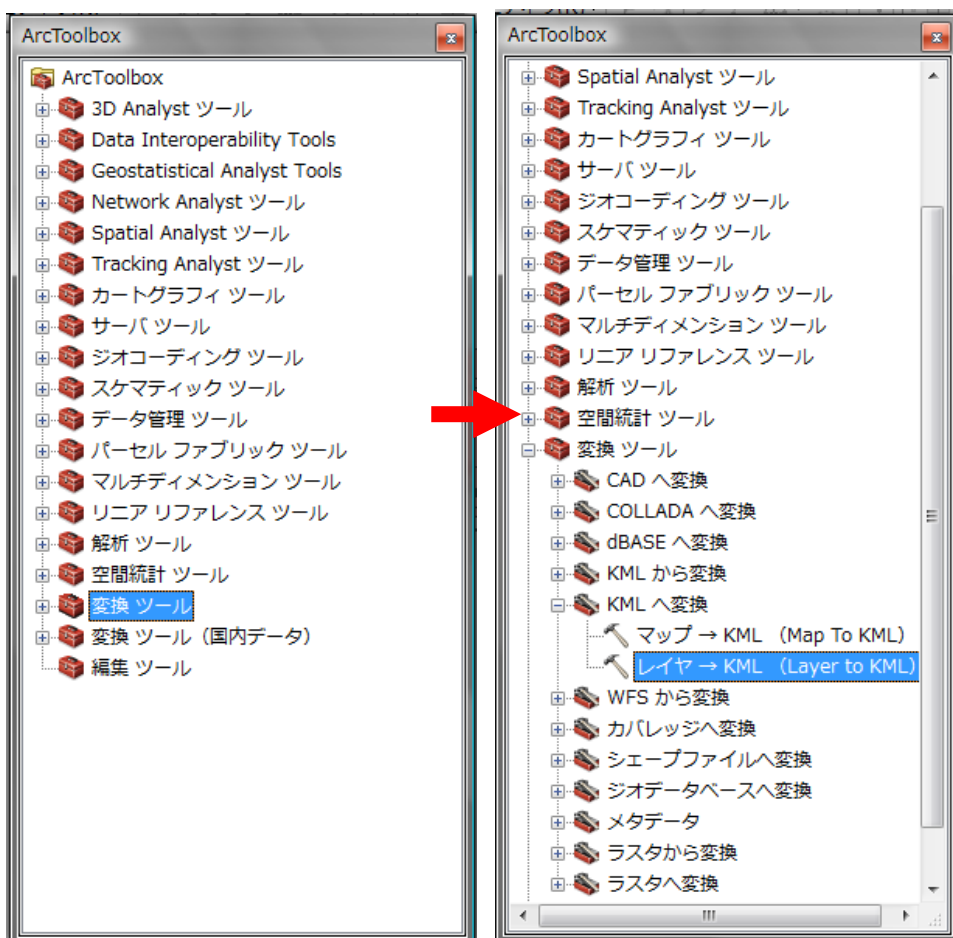 ArcToolbox
ArcToolbox
3D Analyst ツール
Data Interoperability Tools
Geostatistical Analyst Tools
Network Analyst ツール
Spatial Analyst ツール
Tracking Analyst ツール
カートグラフィ ツール
サーバ ツール
ジオコーディング ツール
スケマティック ツール
データ管理 ツール
パーセル ファブリック ツール
マルチディメンション ツール
リニア リファレンス ツール
解析 ツール
空間統計 ツール
変換 ツール
変換 ツール（国内データ）
編集 ツール
ArcToolbox
Spatial Analyst ツール
Tracking Analyst ツール
カートグラフィ ツール
サーバ ツール
ジオコーディング ツール
スケマティック ツール
データ管理 ツール
パーセル ファブリック ツール
マルチディメンション ツール
リニア リファレンス ツール
解析 ツール
空間統計 ツール
変換 ツール
CAD へ変換
COLLADA へ変換
dBASE へ変換
KML から変換
KML へ変換
マップ → KML （Map To KML）
レイヤ → KML （Layer to KML）
WFS から変換
カバレッジへ変換
シェープファイルへ変換
ジオデータベースへ変換
メタデータ
ラスタから変換
ラスタへ変換